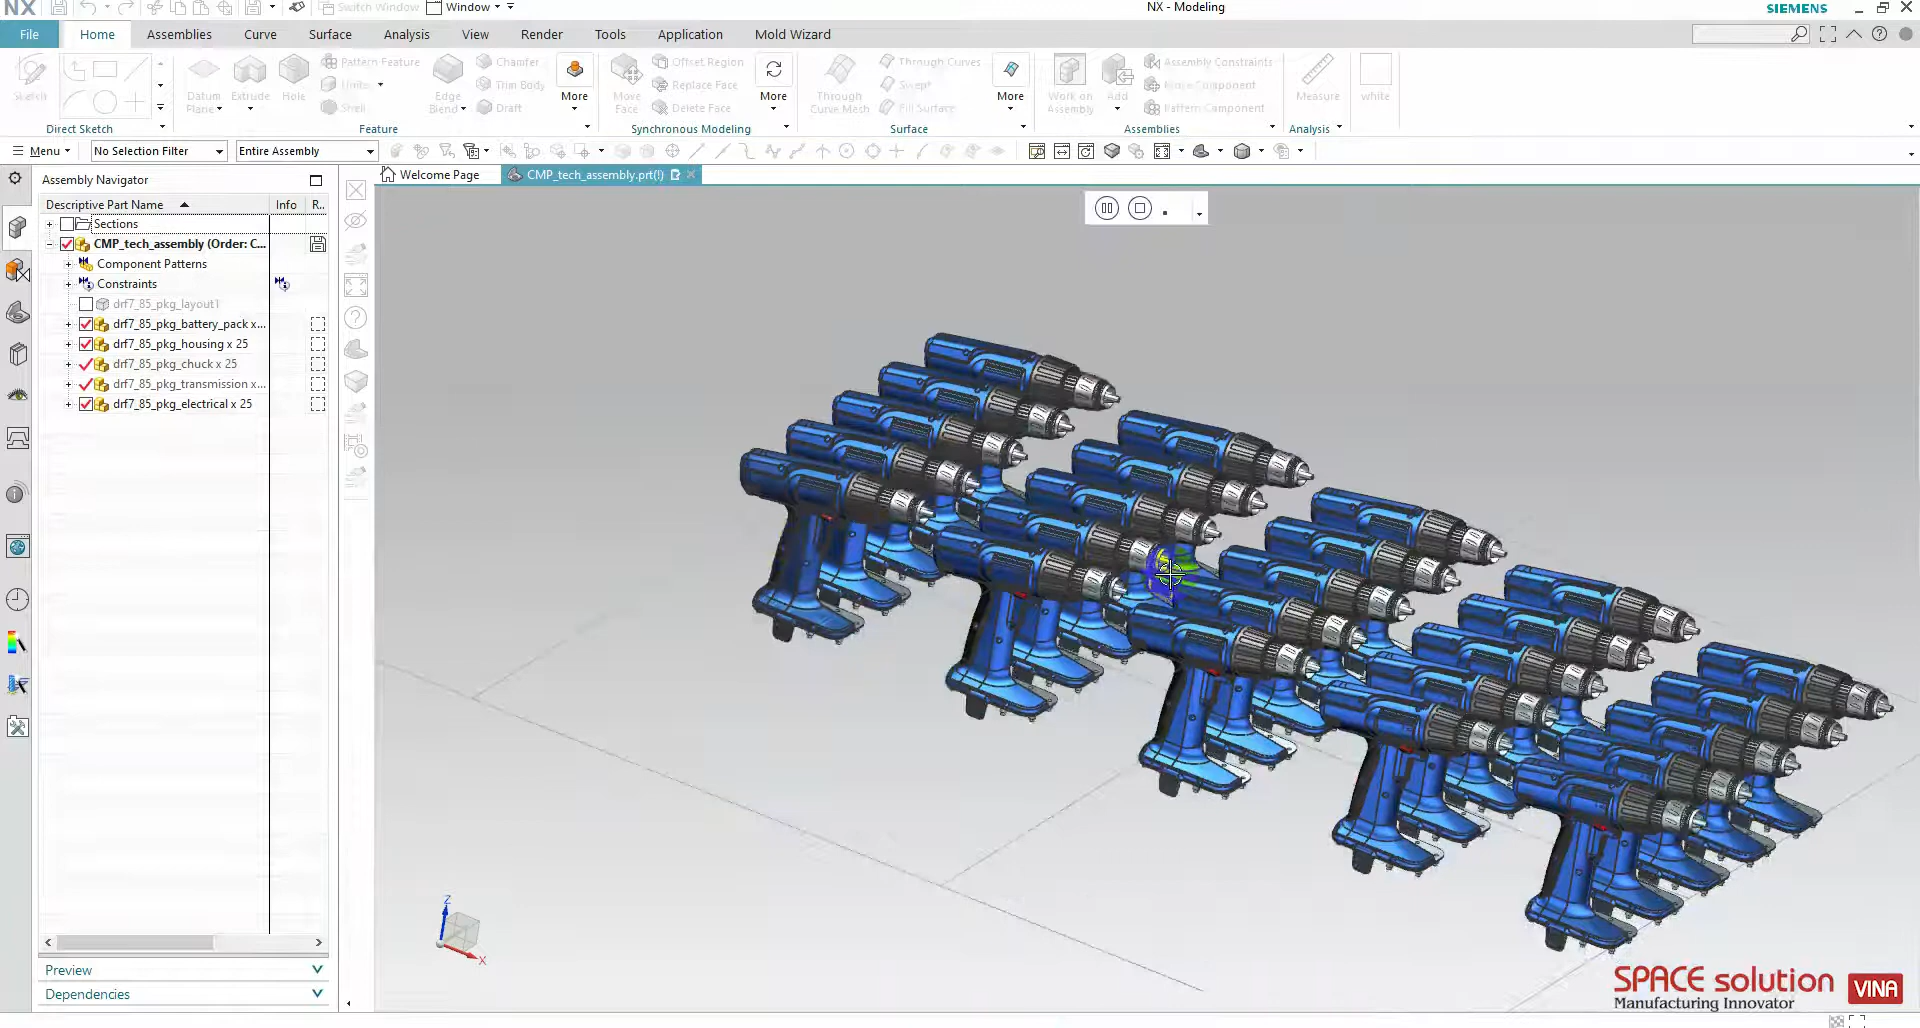 NX
Switch Window
Window
NX - Modeling
SIEMENS
File
Home
Assemblies
Curve
Surface
Analysis
View
Render
Tools
Application
Mold Wizard
Sketch
Direct Sketch
Datum Plane
Extrude
Hole
Pattern Feature
Unite
Shell
Edge Blend
Chamfer
Trim Body
Draft
More
Feature
Move Face
Offset Region
Replace Face
Delete Face
More
Synchronous Modeling
Through Curve Mesh
Through Curves
Swept
Fill Surface
More
Surface
Work on Assembly
Add
Assembly Constraints
Move Component
Pattern Component
Assemblies
Measure
Analysis
white
Menu
No Selection Filter
Entire Assembly
Assembly Navigator
Welcome Page
CMP_tech_assembly.prt(!)
Descriptive Part Name
Info
R..
Sections
CMP_tech_assembly (Order: C...
Component Patterns
Constraints
drf7_85_pkg_layout1
drf7_85_pkg_battery_pack x...
drf7_85_pkg_housing x 25
drf7_85_pkg_chuck x 25
drf7_85_pkg_transmission x...
drf7_85_pkg_electrical x 25
Z
X
Preview
Dependencies
SPACE solution
Manufacturing Innovator
VINA